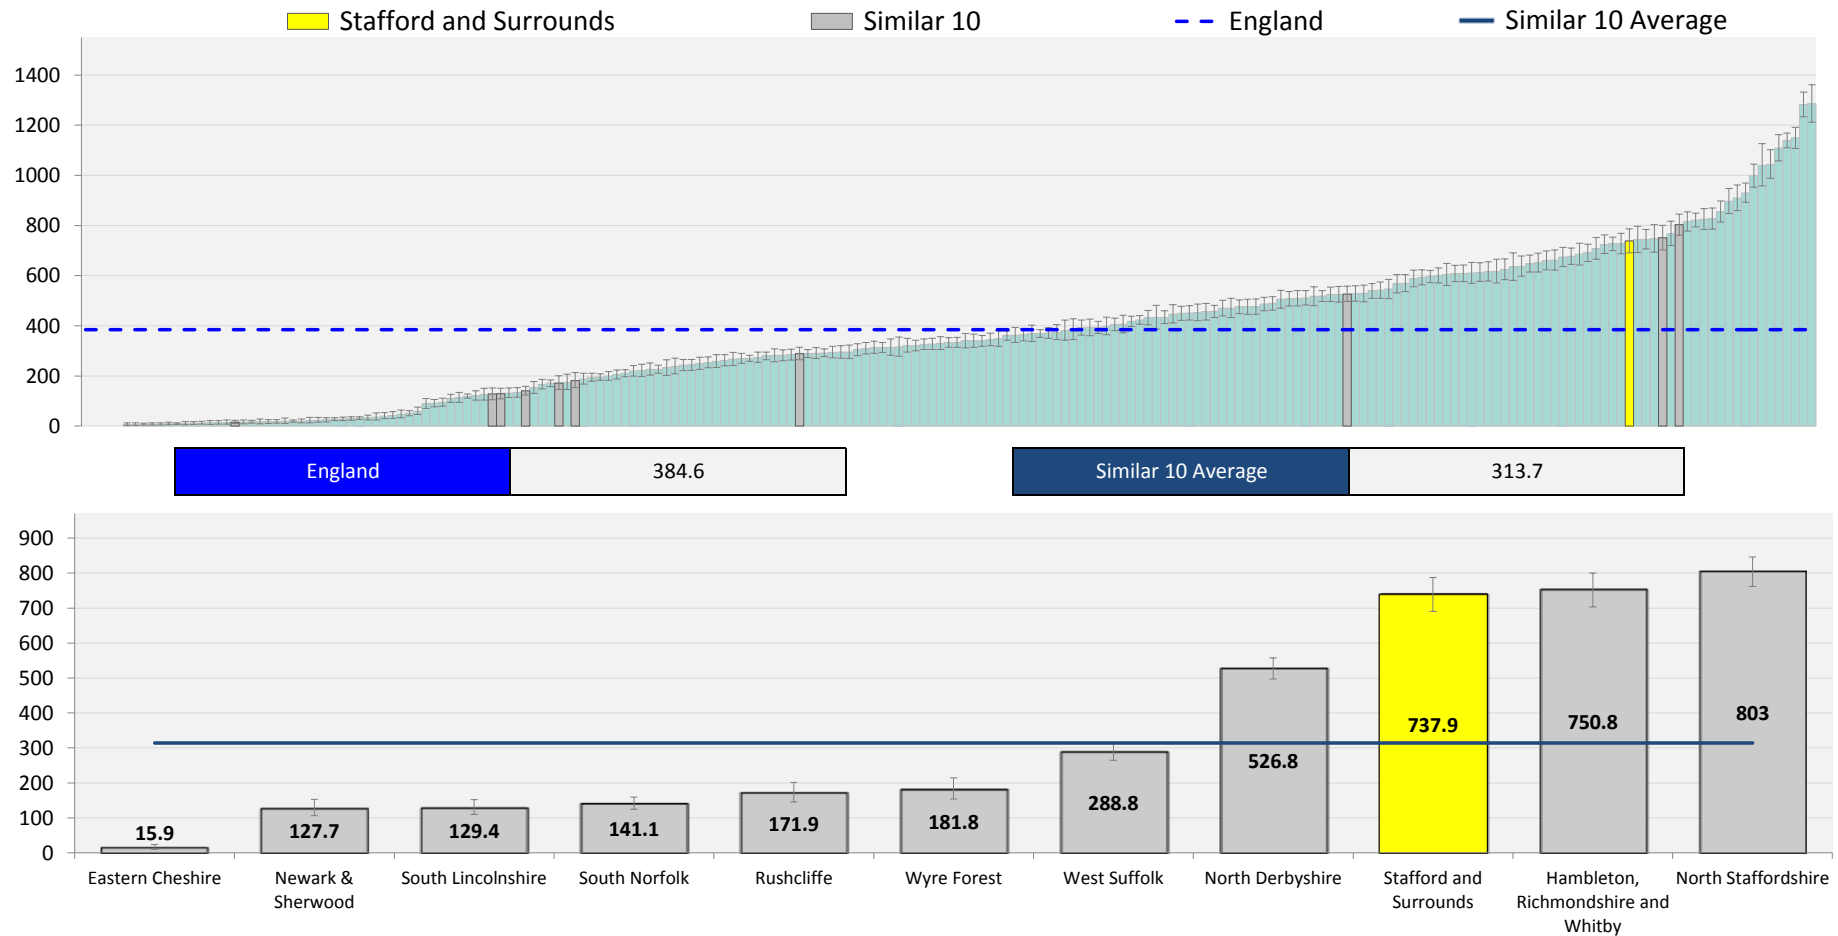 Stafford and Surrounds
Similar 10
England
Similar 10 Average
1400
1200
1000
800
600
400
200
0
England
384.6
Similar 10 Average
313.7
900
800
700
600
500
400
300
200
100
0
15.9
127.7
129.4
141.1
171.9
181.8
288.8
526.8
737.9
750.8
803
Eastern Cheshire
Newark &
Sherwood
South Lincolnshire
South Norfolk
Rushcliffe
Wyre Forest
West Suffolk
North Derbyshire
Stafford and
Surrounds
Hambleton,
Richmondshire and
Whitby
North Staffordshire